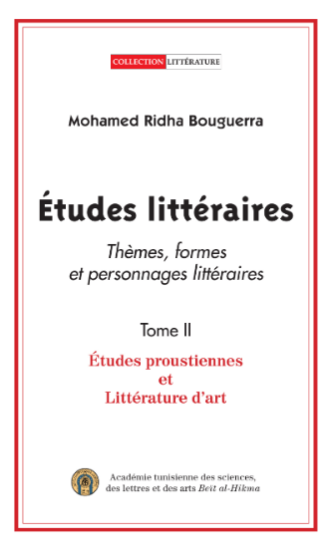 COLLECTION LITTÉRATURE
Mohamed Ridha Bouguerra
Études littéraires
Thèmes, formes
et personnages littéraires
Tome II
Études proustiennes
et
Littérature d'art
Académie tunisienne des sciences,
des lettres et des arts Beït al-Hikma